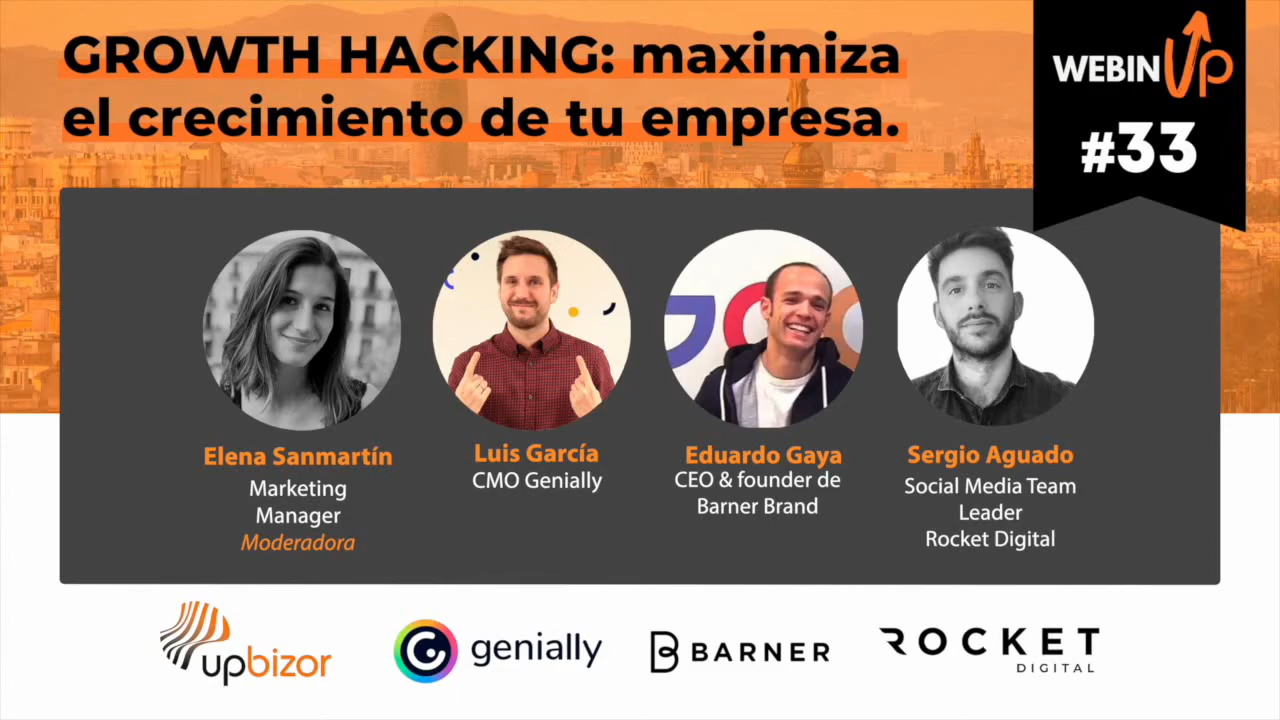 GROWTH HACKING: maximiza
el crecimiento de tu empresa.
WEBINUP
#33
Elena Sanmartín
Marketing
Manager
Moderadora
Luis García
CMO Genially
Eduardo Gaya
CEO & founder de
Barner Brand
Sergio Aguado
Social Media Team
Leader
Rocket Digital
upbizor
genially
BARNER
ROCKET
DIGITAL